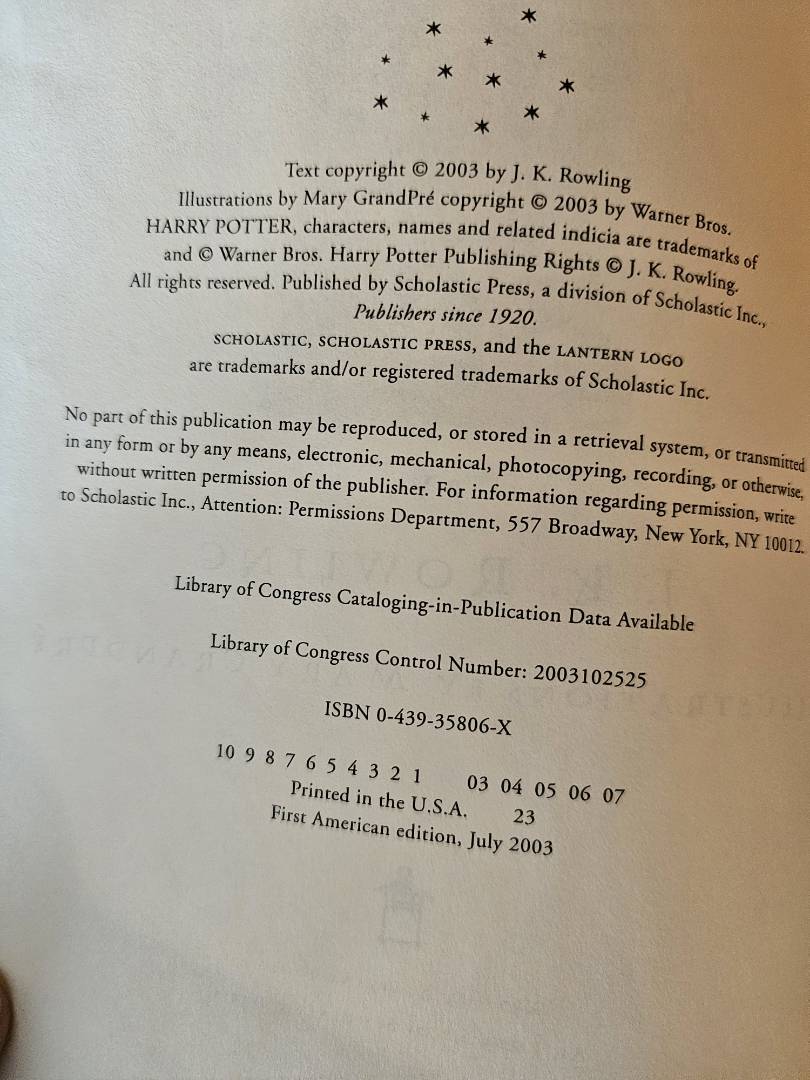 Text copyright © 2003 by J. K. Rowling
Illustrations by Mary GrandPré copyright © 2003 by Warner Bros.
HARRY POTTER, characters, names and related indicia are trademarks of
and © Warner Bros. Harry Potter Publishing Rights © J. K. Rowling.
All rights reserved. Published by Scholastic Press, a division of Scholastic Inc.,
Publishers since 1920.
SCHOLASTIC, SCHOLASTIC PRESS, and the LANTERN LOGO
are trademarks and/or registered trademarks of Scholastic Inc.
No part of this publication may be reproduced, or stored in a retrieval system, or transmitted
in any form or by any means, electronic, mechanical, photocopying, recording, or otherwise,
without written permission of the publisher. For information regarding permission, write
to Scholastic Inc., Attention: Permissions Department, 557 Broadway, New York, NY 10012.
Library of Congress Cataloging-in-Publication Data Available
Library of Congress Control Number: 2003102525
ISBN 0-439-35806-X
10 9 8 7 6 5 4 3 2 1 03 04 05 06 07
Printed in the U.S.A. 23
First American edition, July 2003